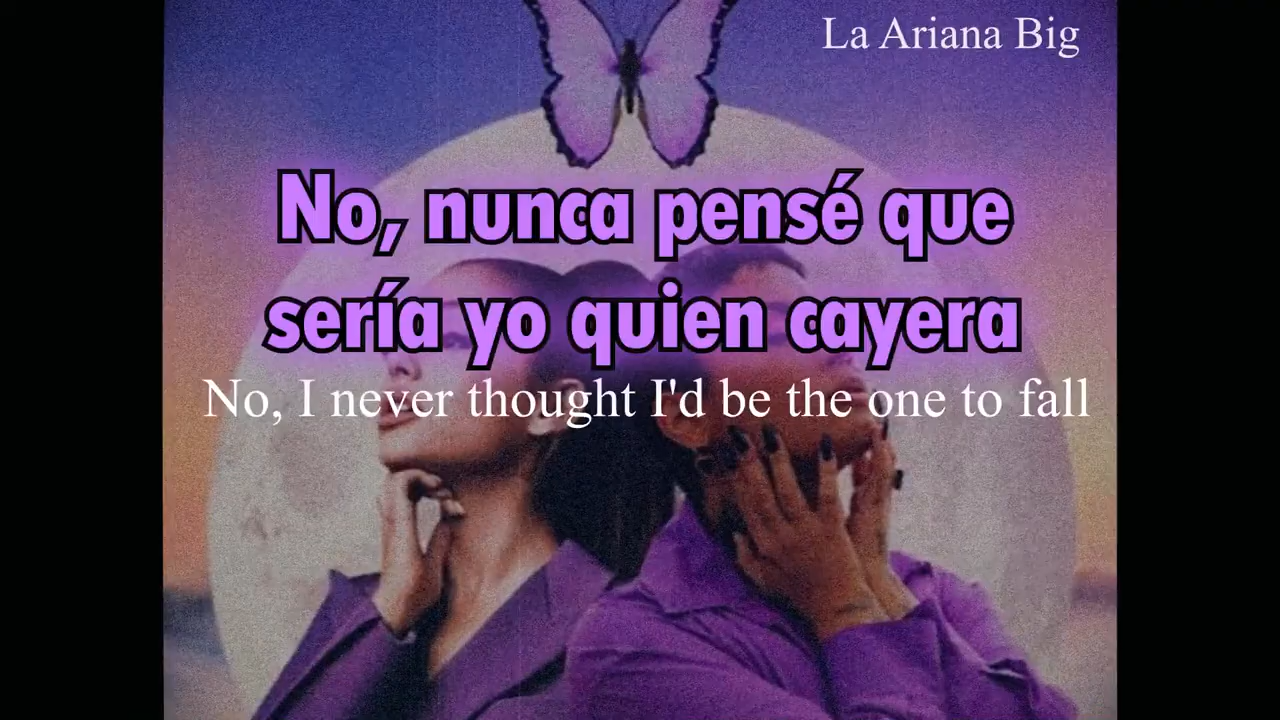 La Ariana Big
No, nunca pensé que
sería yo quien cayera
No, I never thought I'd be the one to fall